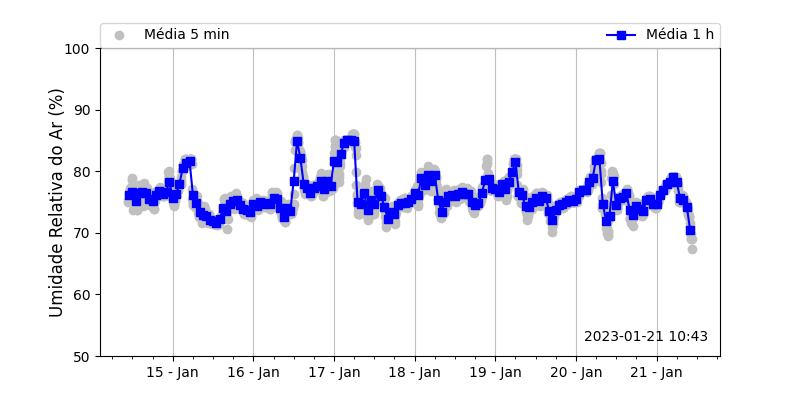 Média 5 min
Média 1 h
Umidade Relativa do Ar (%)
100
90
80
70
60
50
2023-01-21 10:43
15 - Jan
16 - Jan
17 - Jan
18 - Jan
19 - Jan
20 - Jan
21 - Jan